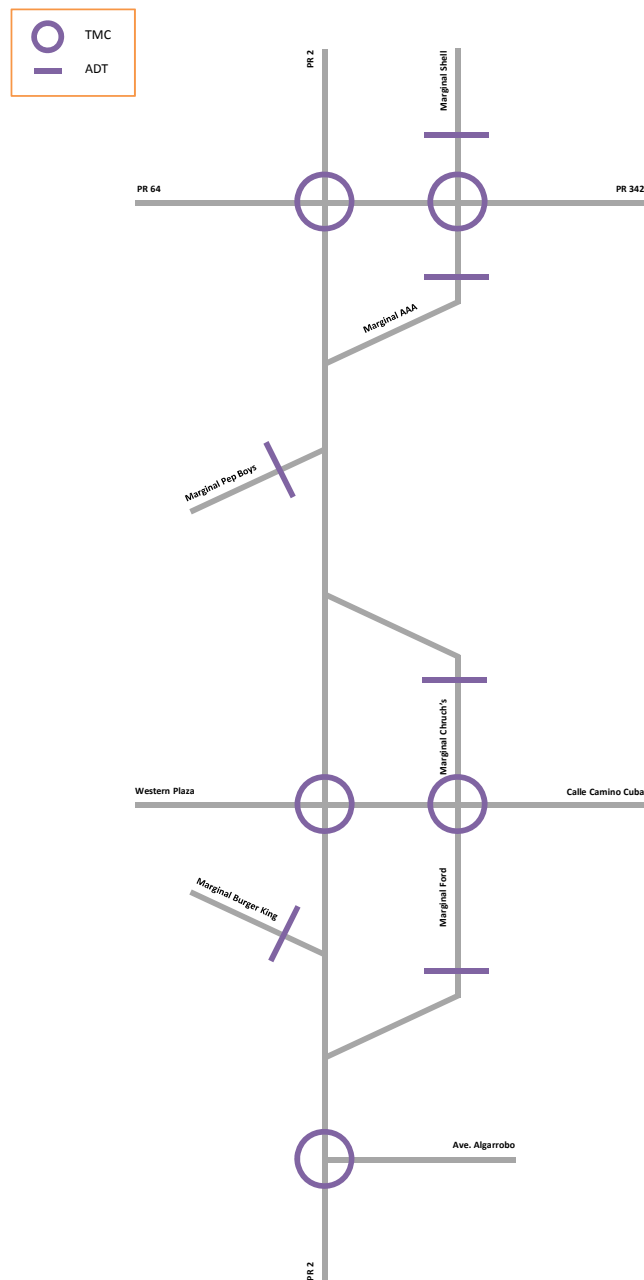 TMC
ADT
PR 2
Marginal Shell
PR 64
PR 342
Marginal AAA
Marginal Pep Boys
Marginal Chruch's
Western Plaza
Calle Camino Cuba
Marginal Burger King
Marginal Ford
Ave. Algarrobo
PR 2